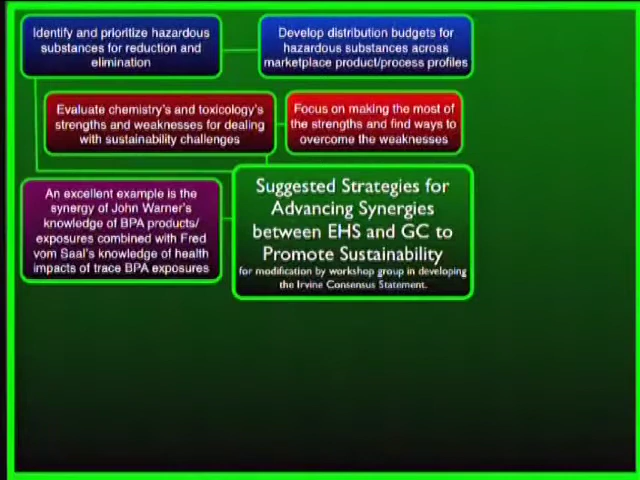 Identify and prioritize hazardous
substances for reduction and
elimination
Develop distribution budgets for
hazardous substances across
marketplace product/process profiles
Evaluate chemistry's and toxicology's
strengths and weaknesses for dealing
with sustainability challenges
Focus on making the most of
the strengths and find ways to
overcome the weaknesses
An excellent example is the
synergy of John Warner's
knowledge of BPA products/
exposures combined with Fred
vom Saal's knowledge of health
impacts of trace BPA exposures
Suggested Strategies for
Advancing Synergies
between EHS and GC to
Promote Sustainability
for modification by workshop group in developing
the Irvine Consensus Statement.